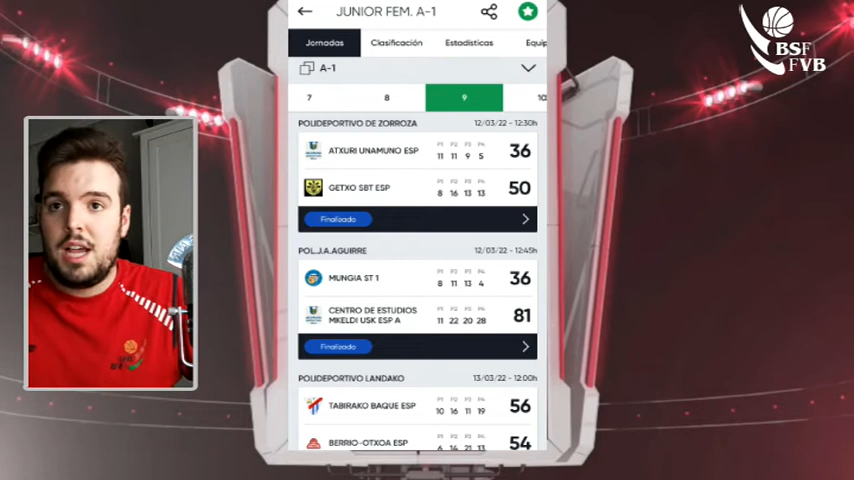 JUNIOR FEM. A-1
Jornadas Clasificación Estadísticas Equip
A-1
7 8 9 10
POLIDEPORTIVO DE ZORROZA 12/03/22 - 12:30h
P1 P2 P3 P4
ATXURI UNAMUNO ESP 11 11 9 5 36
P1 P2 P3 P4
GETXO SBT ESP 8 16 13 13 50
Finalizado
POL.J.A.AGUIRRE 12/03/22 - 12:45h
P1 P2 P3 P4
MUNGIA ST 1 8 11 13 4 36
P1 P2 P3 P4
CENTRO DE ESTUDIOS
MIKELDI USK ESP A 11 22 20 28 81
Finalizado
POLIDEPORTIVO LANDAKO 13/03/22 - 12:00h
P1 P2 P3 P4
TABIRAKO BAQUE ESP 10 16 11 19 56
P1 P2 P3 P4
BERRIO-OTXOA ESP 6 14 21 13 54
BSF
FVB